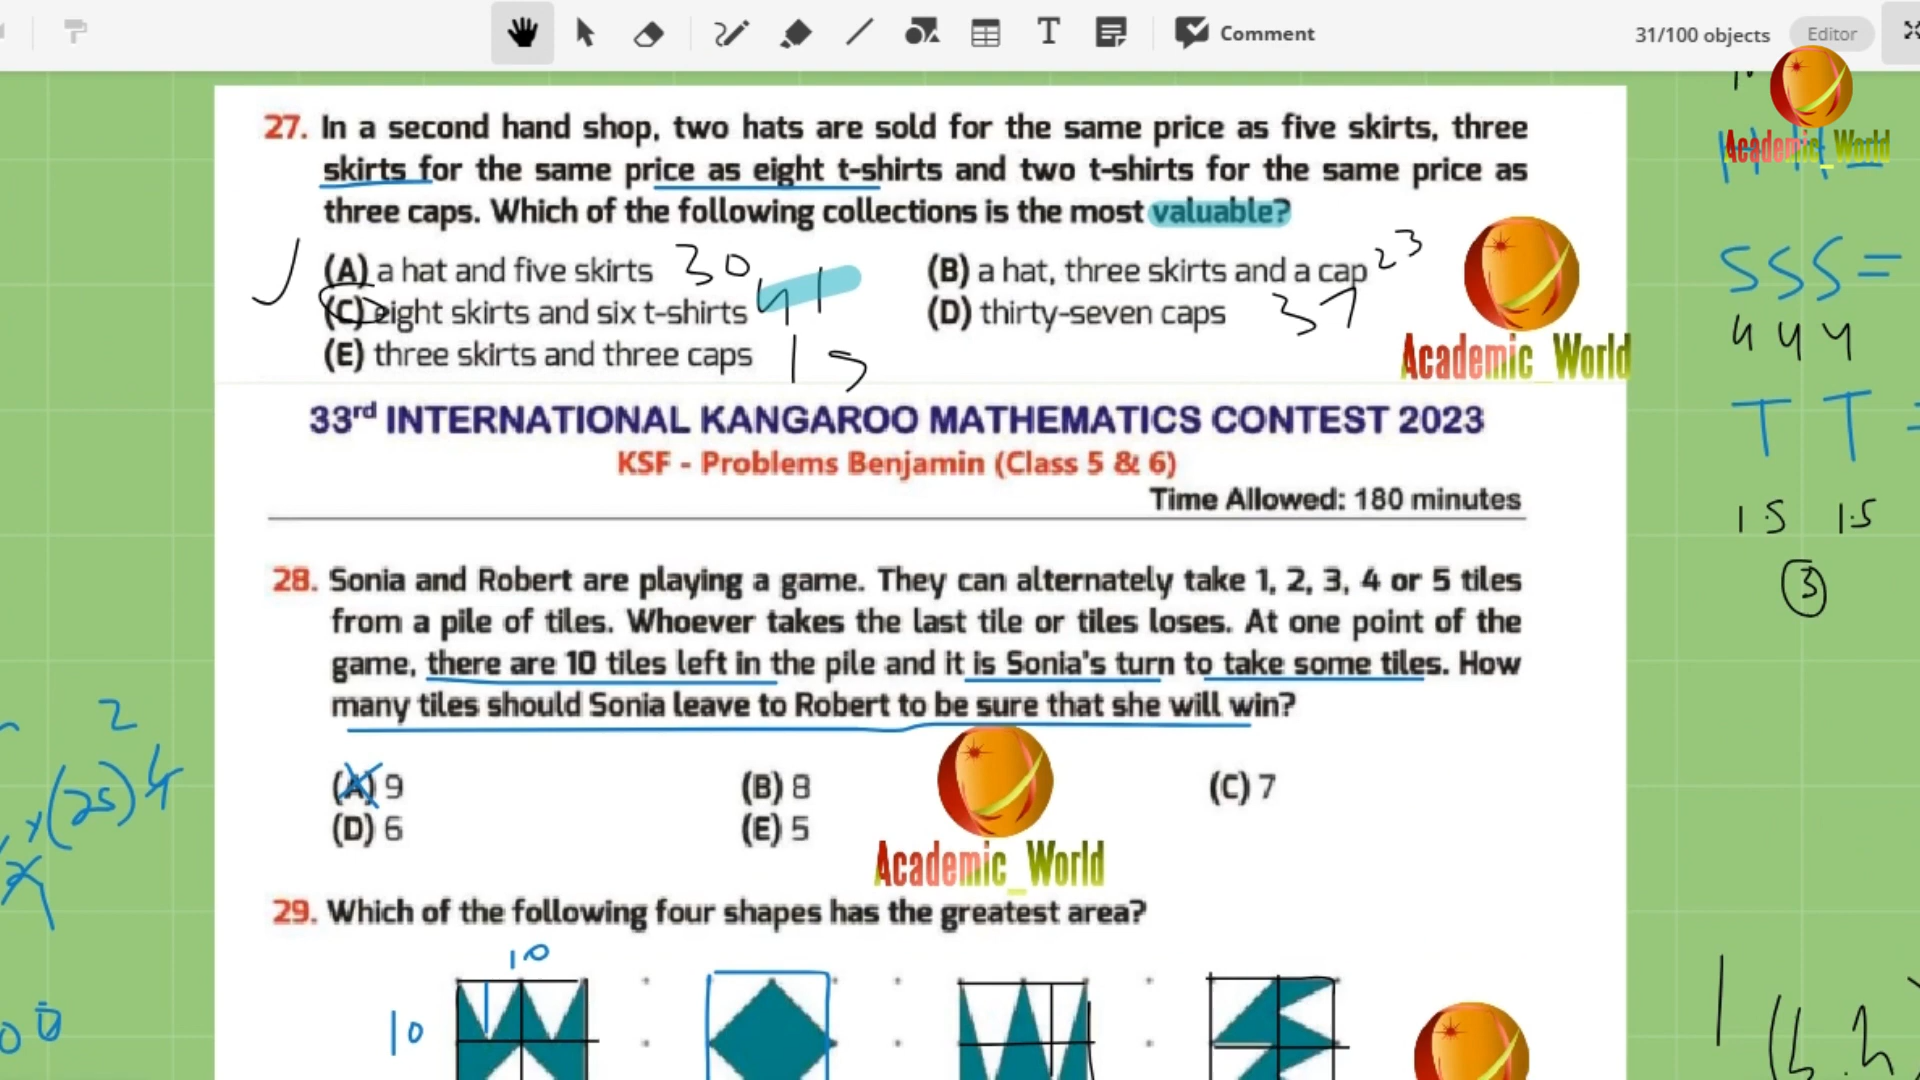 Comment
31/100 objects
Editor
Academic_World
27. In a second hand shop, two hats are sold for the same price as five skirts, three
skirts for the same price as eight t-shirts and two t-shirts for the same price as
three caps. Which of the following collections is the most valuable?
(A) a hat and five skirts 30
(B) a hat, three skirts and a cap 23
(C) eight skirts and six t-shirts 41
(D) thirty-seven caps 37
(E) three skirts and three caps 15
Academic_World
SSS =
4 4 4
T T =
1.5 1.5
3
33rd INTERNATIONAL KANGAROO MATHEMATICS CONTEST 2023
KSF - Problems Benjamin (Class 5 & 6)
Time Allowed: 180 minutes
28. Sonia and Robert are playing a game. They can alternately take 1, 2, 3, 4 or 5 tiles
from a pile of tiles. Whoever takes the last tile or tiles loses. At one point of the
game, there are 10 tiles left in the pile and it is Sonia's turn to take some tiles. How
many tiles should Sonia leave to Robert to be sure that she will win?
(A) 9
(B) 8
(C) 7
(D) 6
(E) 5
Academic_World
2
x(25)4
29. Which of the following four shapes has the greatest area?
10
10